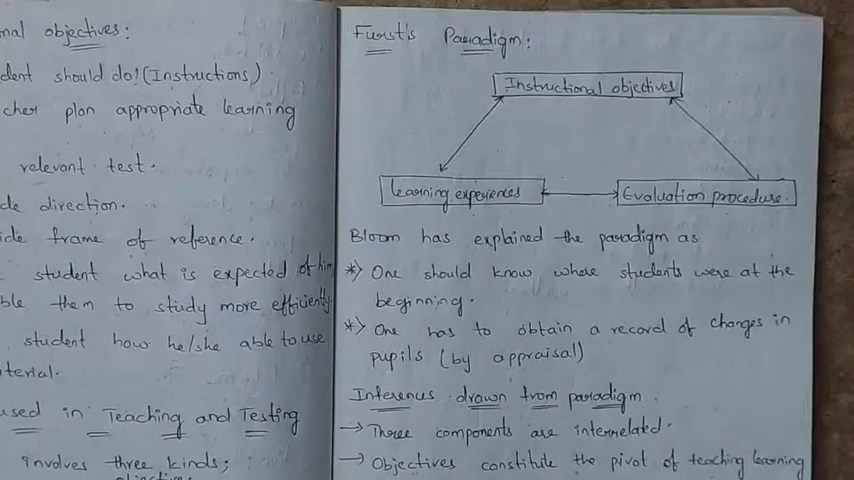 nal objectives:
dent should do! (Instructions)
cher plan appropriate learning
relevant test.
de direction.
ide frame of reference.
student what is expected of him
ble them to study more efficiently
student how he/she able to use
terial.
used in Teaching and Testing
involves three kinds;
Furst's Paradigm:
Instructional objectives
Learning experiences
Evaluation procedure.
Bloom has explained the paradigm as
*) One should know where students were at the
beginning.
*) One has to obtain a record of changes in
pupils (by appraisal)
Inferenus drawn from paradigm.
→ Three components are interrelated.
→ Objectives constitute the pivot of teaching learning